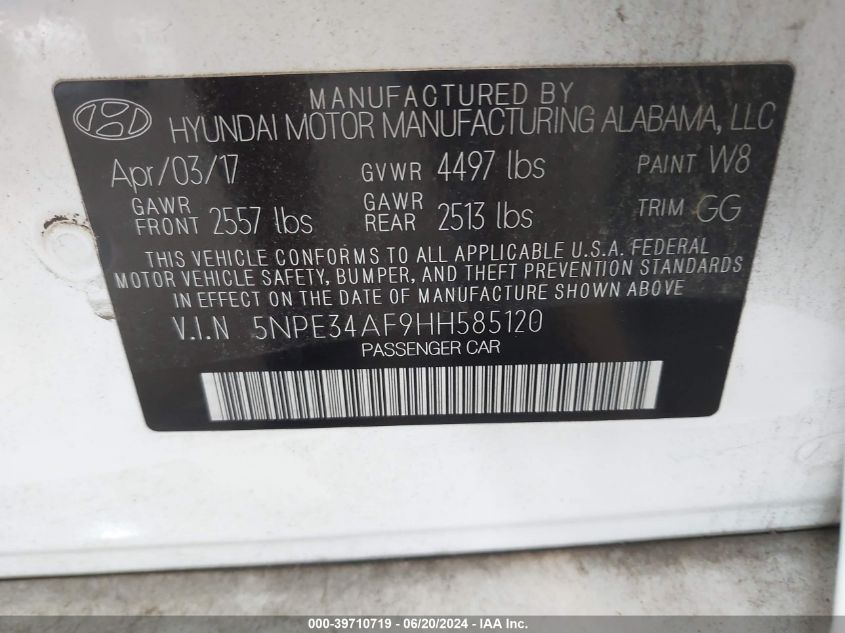 MANUFACTURED BY
HYUNDAI MOTOR MANUFACTURING ALABAMA, LLC
Apr/03/17 GVWR 4497 lbs PAINT W8
GAWR FRONT 2557 lbs GAWR REAR 2513 lbs TRIM GG
THIS VEHICLE CONFORMS TO ALL APPLICABLE U.S.A. FEDERAL
MOTOR VEHICLE SAFETY, BUMPER, AND THEFT PREVENTION STANDARDS
IN EFFECT ON THE DATE OF MANUFACTURE SHOWN ABOVE
V.I.N 5NPE34AF9HH585120
PASSENGER CAR
000-39710719 - 06/20/2024 - IAA Inc.